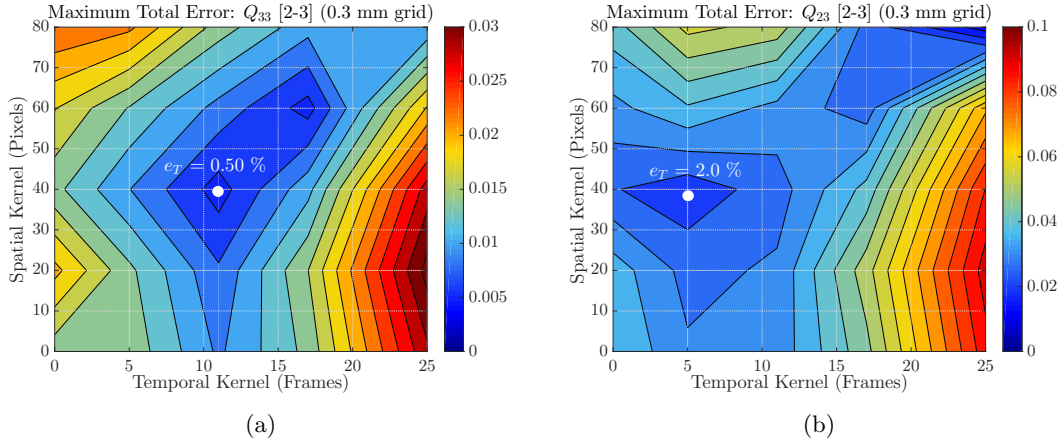 Maximum Total Error: Q33 [2-3] (0.3 mm grid)
80
70
60
50
40
30
20
10
0
Spatial Kernel (Pixels)
e_T = 0.50 %
0 5 10 15 20 25
Temporal Kernel (Frames)
0.03
0.025
0.02
0.015
0.01
0.005
0
(a)
Maximum Total Error: Q23 [2-3] (0.3 mm grid)
80
70
60
50
40
30
20
10
0
Spatial Kernel (Pixels)
e_T = 2.0 %
0 5 10 15 20 25
Temporal Kernel (Frames)
0.1
0.08
0.06
0.04
0.02
0
(b)